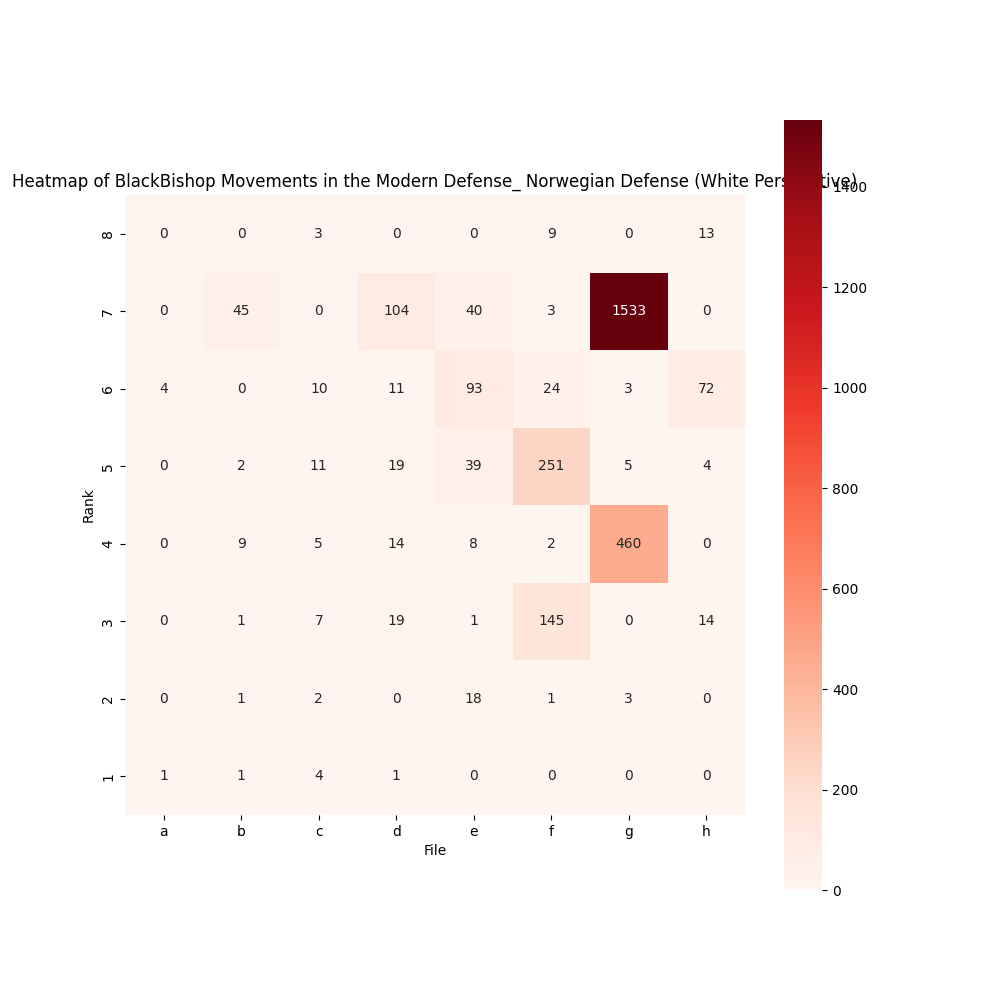 Heatmap of BlackBishop Movements in the Modern Defense_ Norwegian Defense (White Perspective)
8 0 0 3 0 0 9 0 13
7 0 45 0 104 40 3 1533 0
6 4 0 10 11 93 24 3 72
5 0 2 11 19 39 251 5 4
4 0 9 5 14 8 2 460 0
3 0 1 7 19 1 145 0 14
2 0 1 2 0 18 1 3 0
1 1 1 4 1 0 0 0 0
a b c d e f g h
Rank
File
1400
1200
1000
800
600
400
200
0